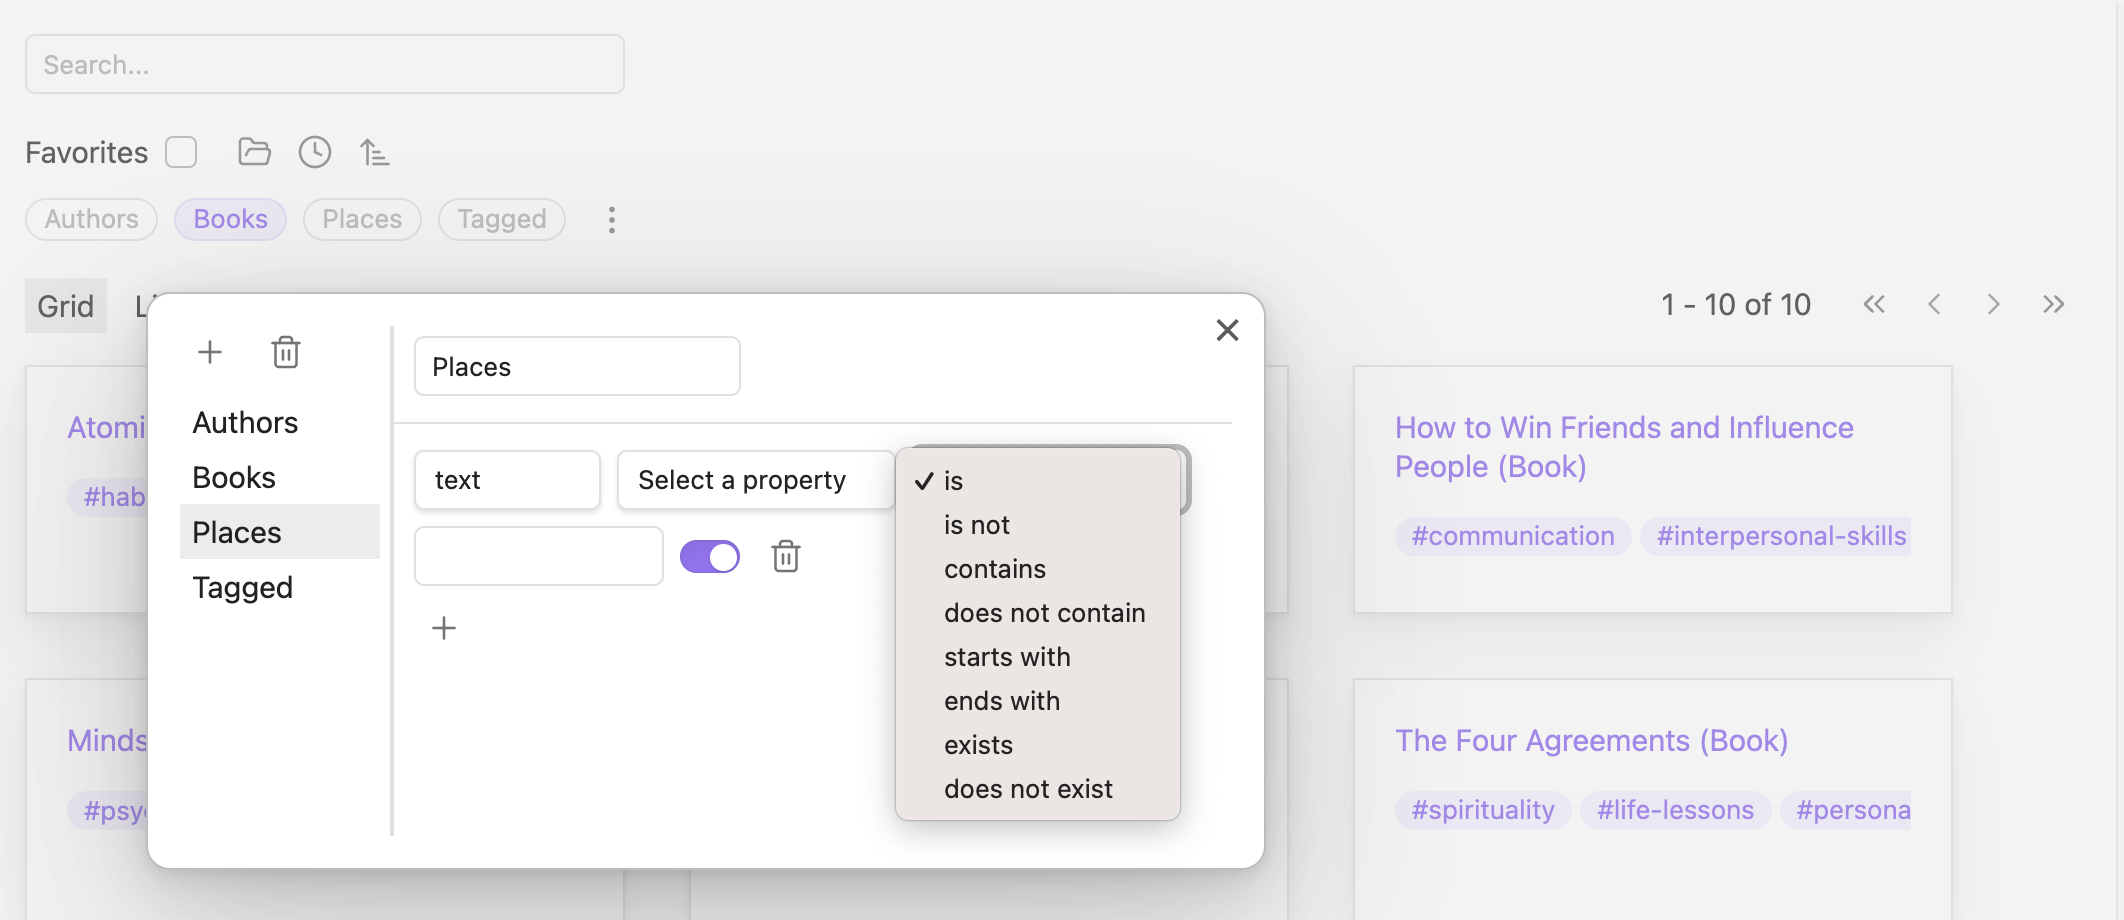 Search...
Favorites
Authors Books Places Tagged
Grid Li
1 - 10 of 10
Places
Authors
Books
Places
Tagged
text Select a property
is
is not
contains
does not contain
starts with
ends with
exists
does not exist
Atomi
#hab
How to Win Friends and Influence
People (Book)
#communication #interpersonal-skills
Minds
#psy
The Four Agreements (Book)
#spirituality #life-lessons #persona